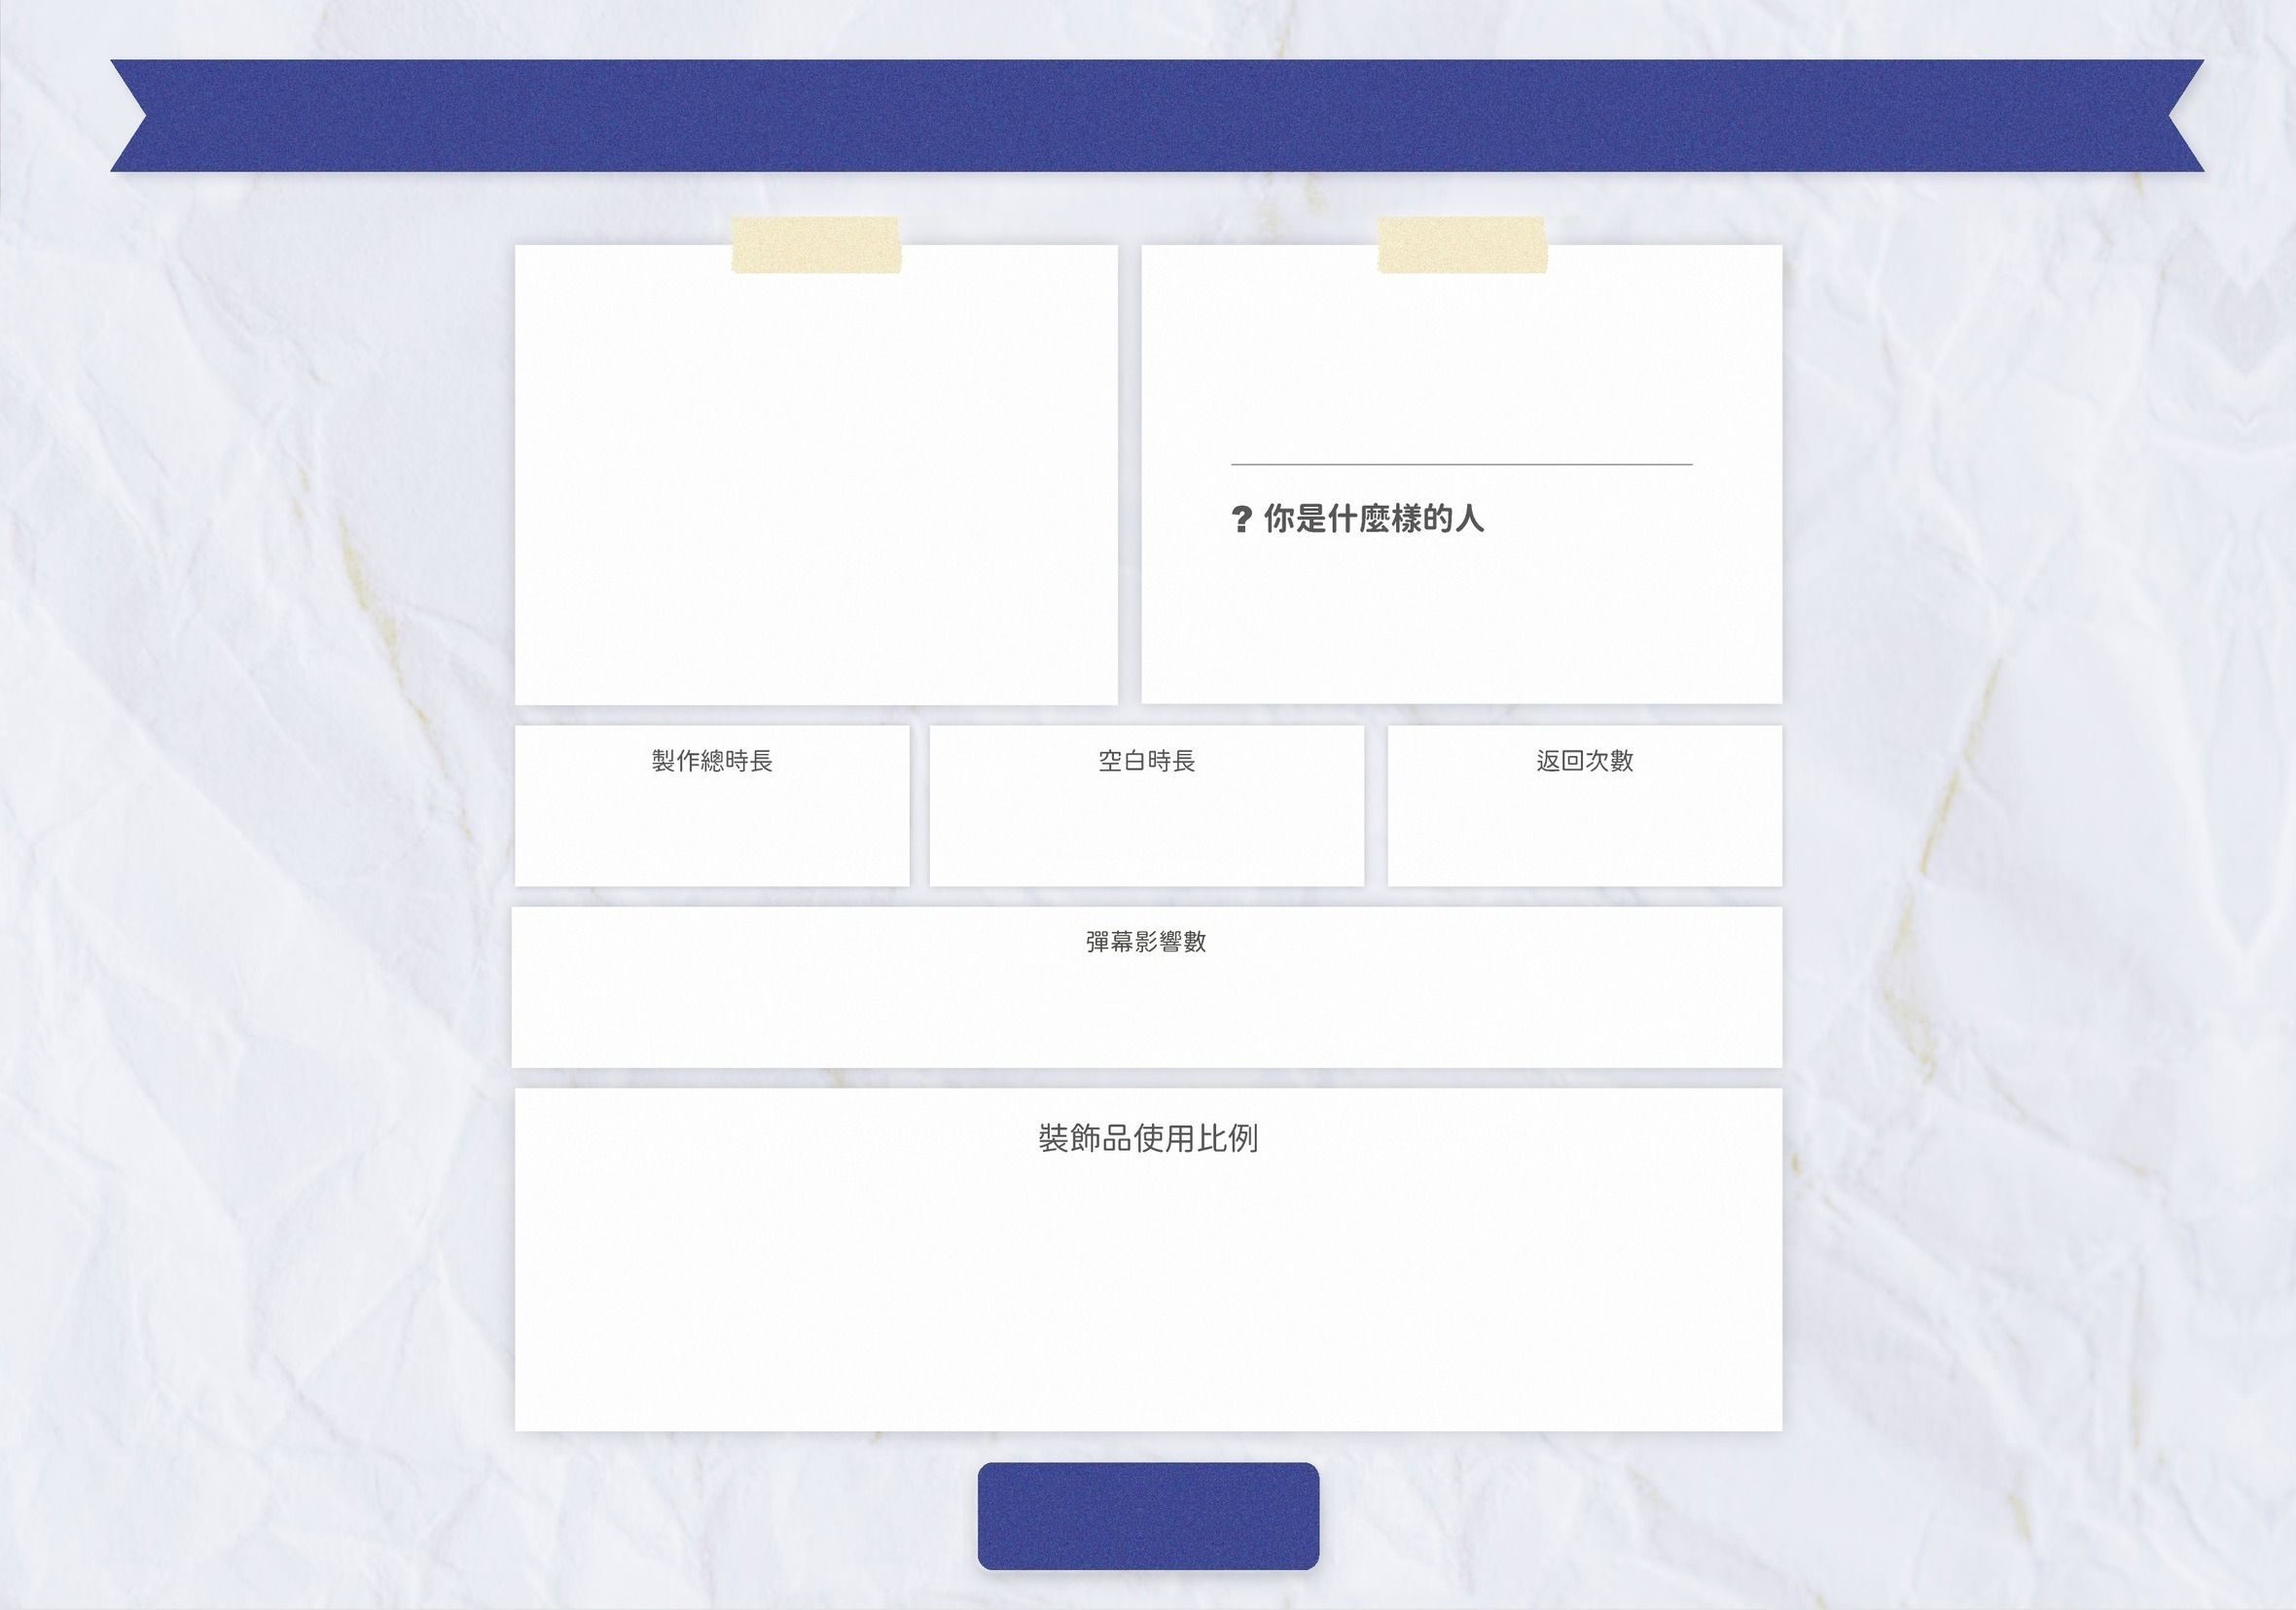 ? 你是什麼樣的人
製作總時長
空白時長
返回次數
彈幕影響數
裝飾品使用比例